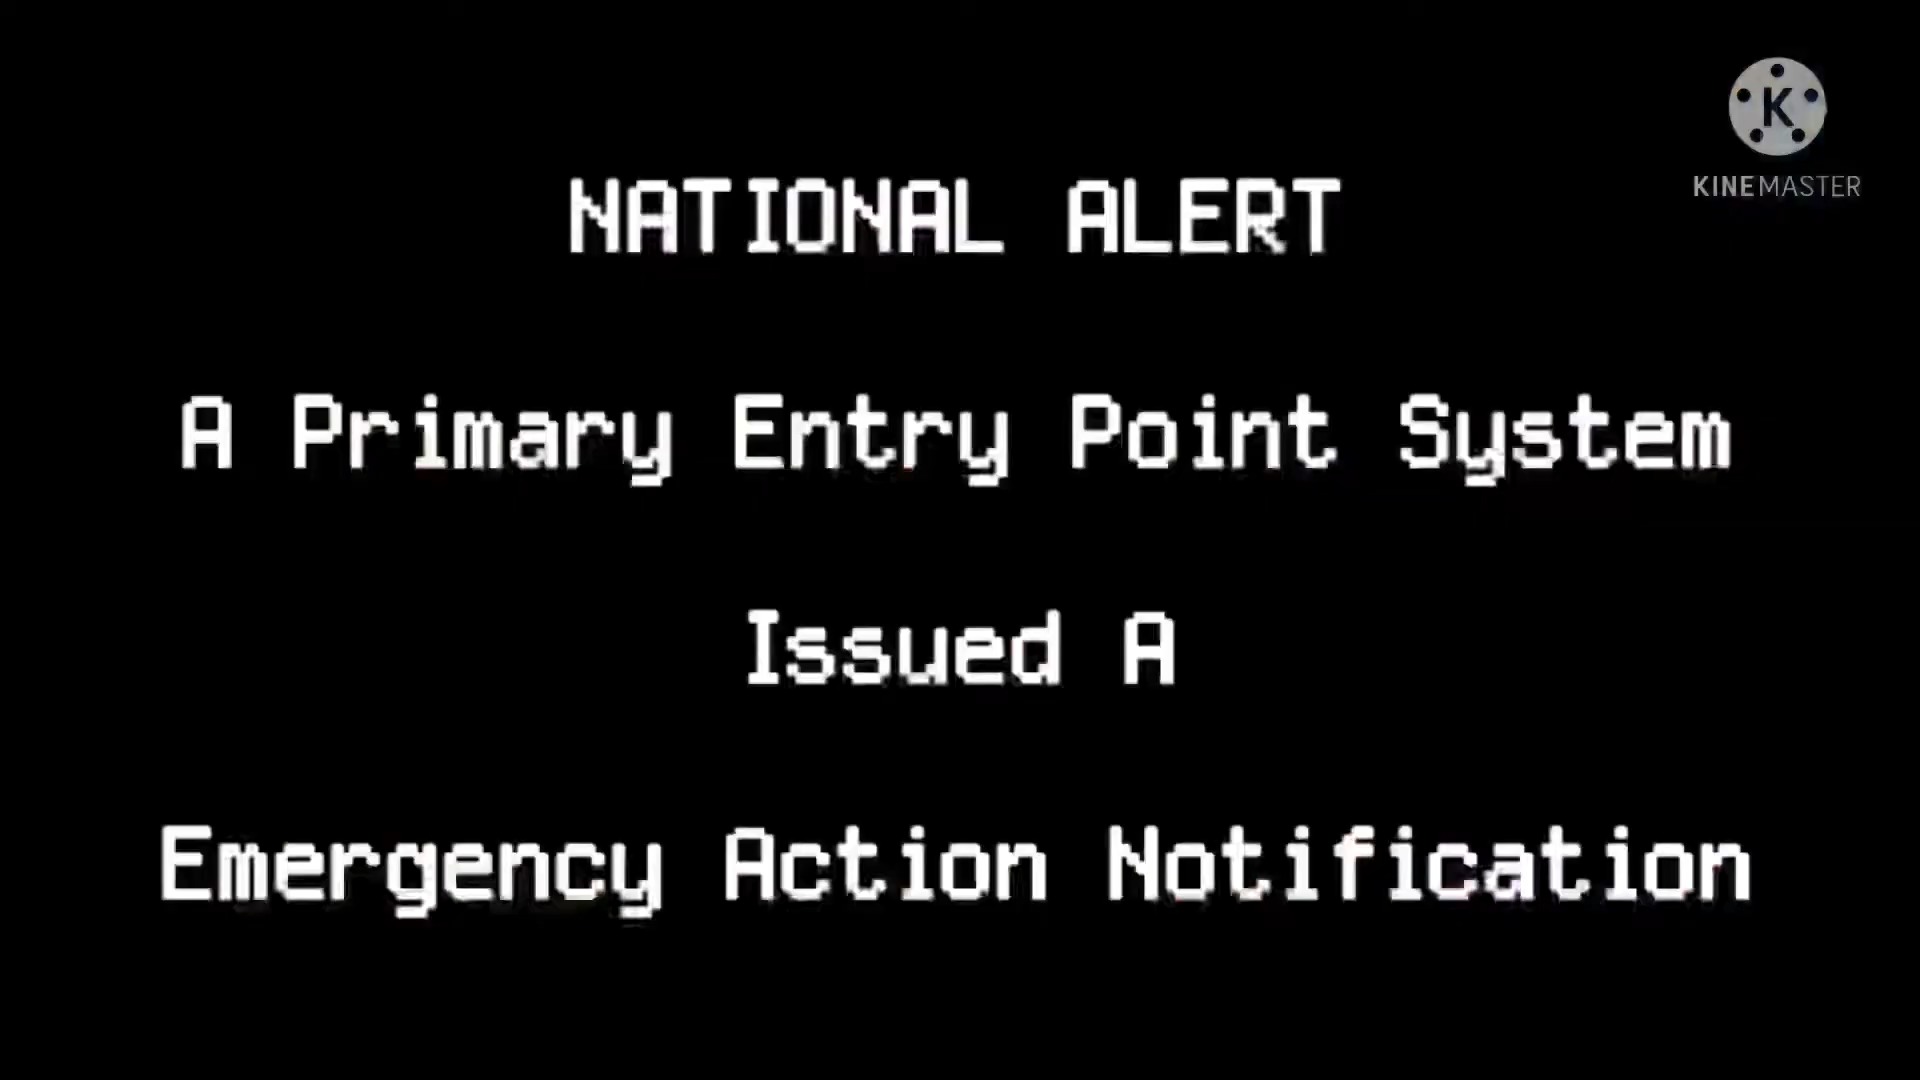 K
KINEMASTER
NATIONAL ALERT
A Primary Entry Point System
Issued A
Emergency Action Notification